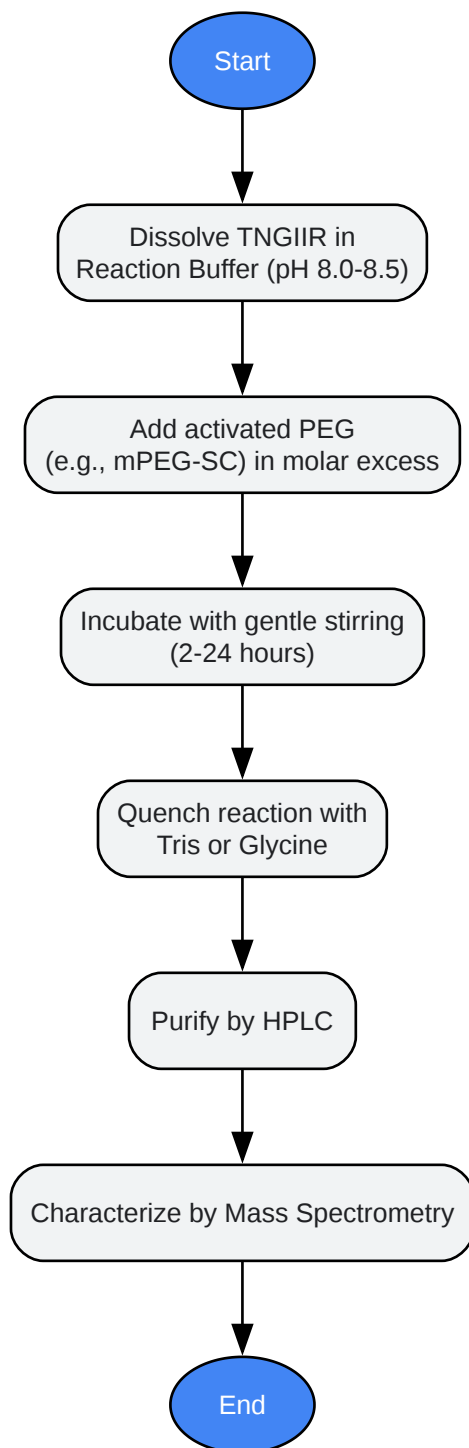 Start
Dissolve TNGIIR in
Reaction Buffer (pH 8.0-8.5)
Add activated PEG
(e.g., mPEG-SC) in molar excess
Incubate with gentle stirring
(2-24 hours)
Quench reaction with
Tris or Glycine
Purify by HPLC
Characterize by Mass Spectrometry
End